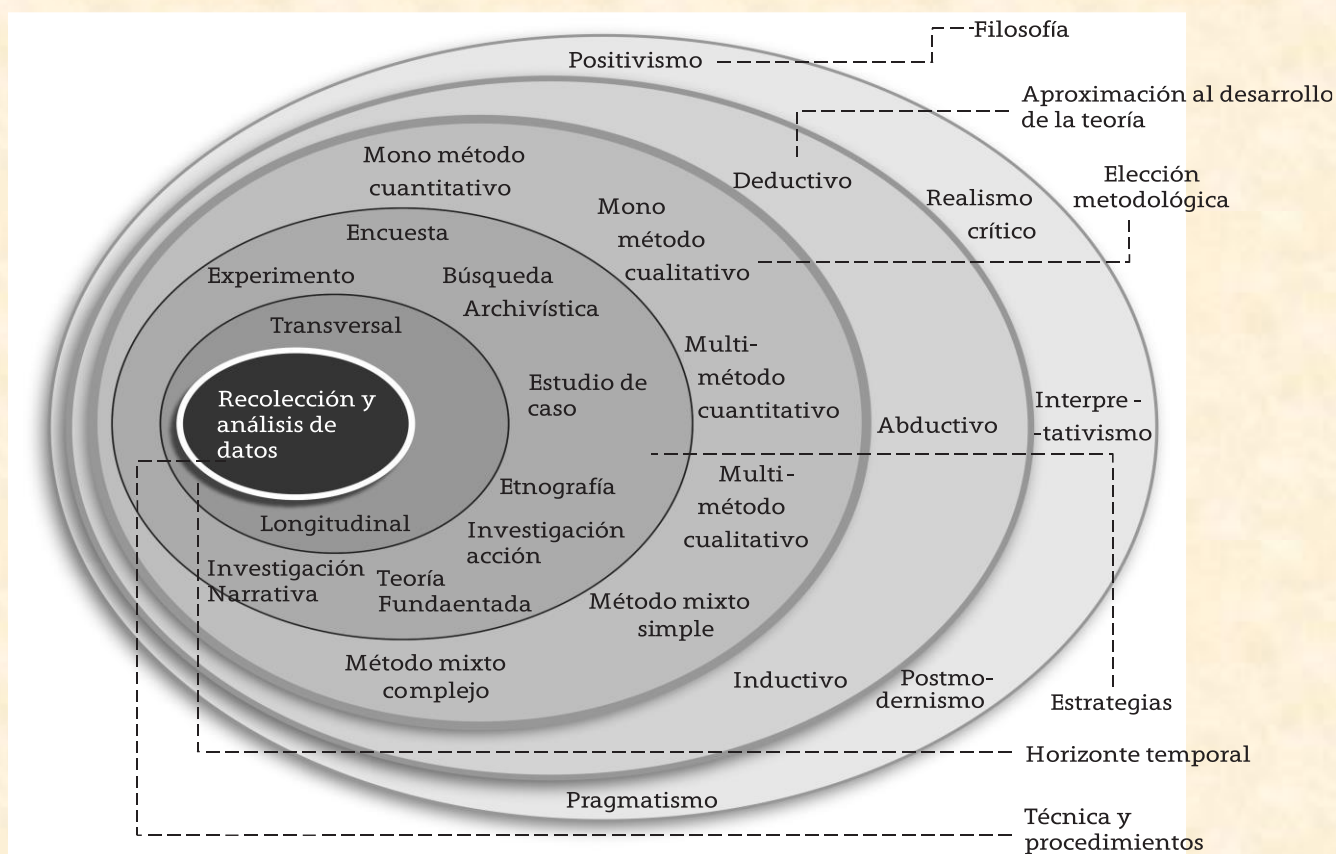 Filosofía
Positivismo
Aproximación al desarrollo
de la teoría
Mono método
cuantitativo
Deductivo
Elección
metodológica
Realismo
crítico
Mono
método
cualitativo
Encuesta
Experimento
Búsqueda
Archivística
Transversal
Multi-
método
cuantitativo
Estudio de
caso
Recolección y
análisis de
datos
Abductivo
Interpre -
-tativismo
Etnografía
Multi-
método
cualitativo
Longitudinal
Investigación
acción
Investigación
Narrativa
Teoría
Fundaentada
Método mixto
simple
Método mixto
complejo
Inductivo
Postmo-
dernismo
Estrategias
Horizonte temporal
Pragmatismo
Técnica y
procedimientos